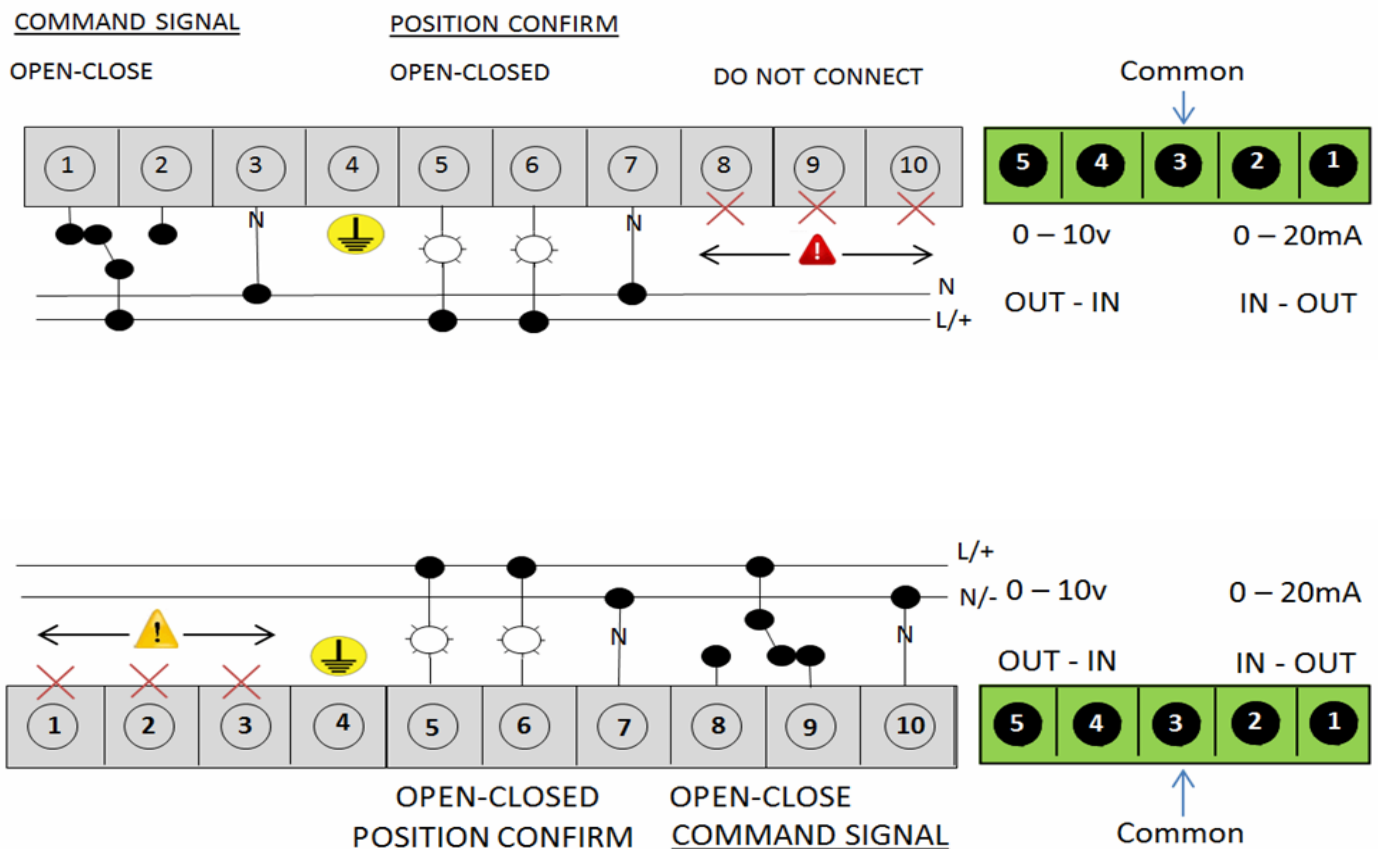 COMMAND SIGNAL POSITION CONFIRM
OPEN-CLOSE OPEN-CLOSED DO NOT CONNECT Common
1 2 3 4 5 6 7 8 9 10 5 4 3 2 1
N N
0 – 10v 0 – 20mA
!
N
OUT - IN IN - OUT
L/+
L/+
N/- 0 – 10v 0 – 20mA
!
N N
OUT - IN IN - OUT
1 2 3 4 5 6 7 8 9 10 5 4 3 2 1
OPEN-CLOSED OPEN-CLOSE
POSITION CONFIRM COMMAND SIGNAL Common